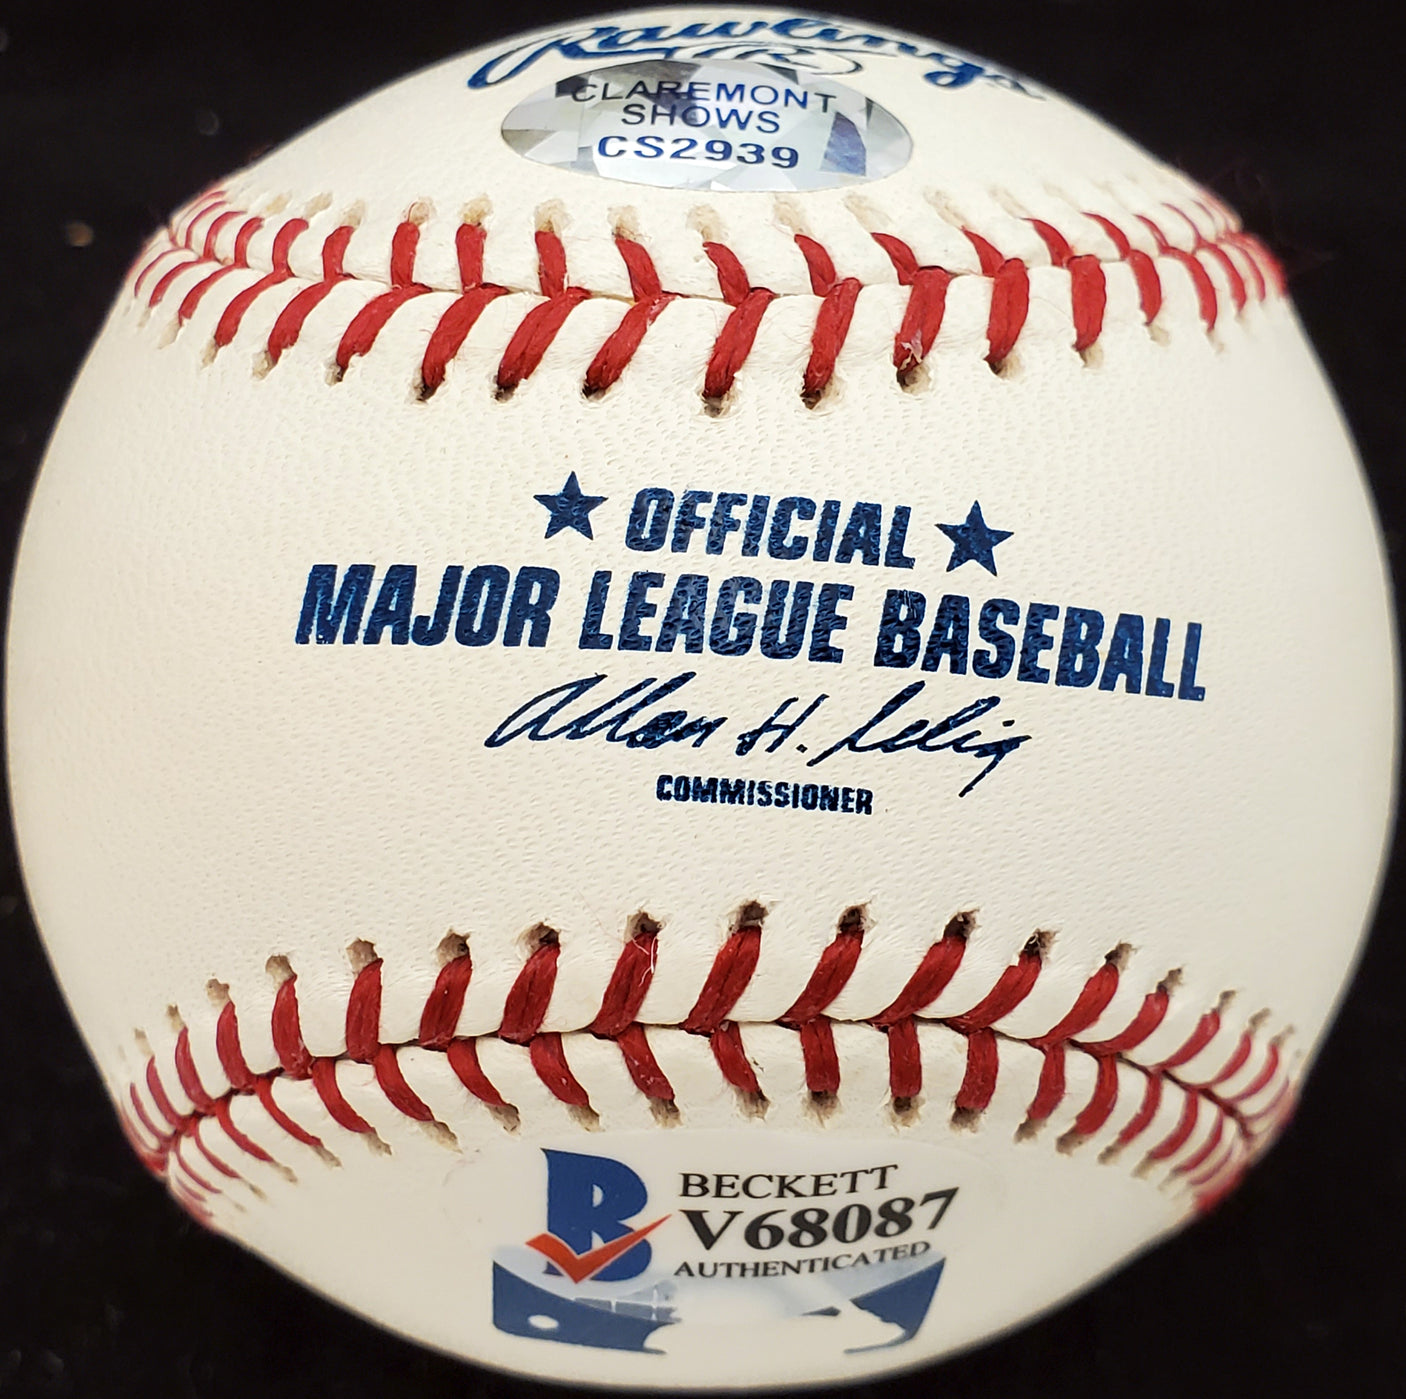 Rawlings
®
CLAREMONT
SHOWS
CS2939
★ OFFICIAL ★
MAJOR LEAGUE BASEBALL
Allan H. Selig
COMMISSIONER
B BECKETT
V68087
AUTHENTICATED